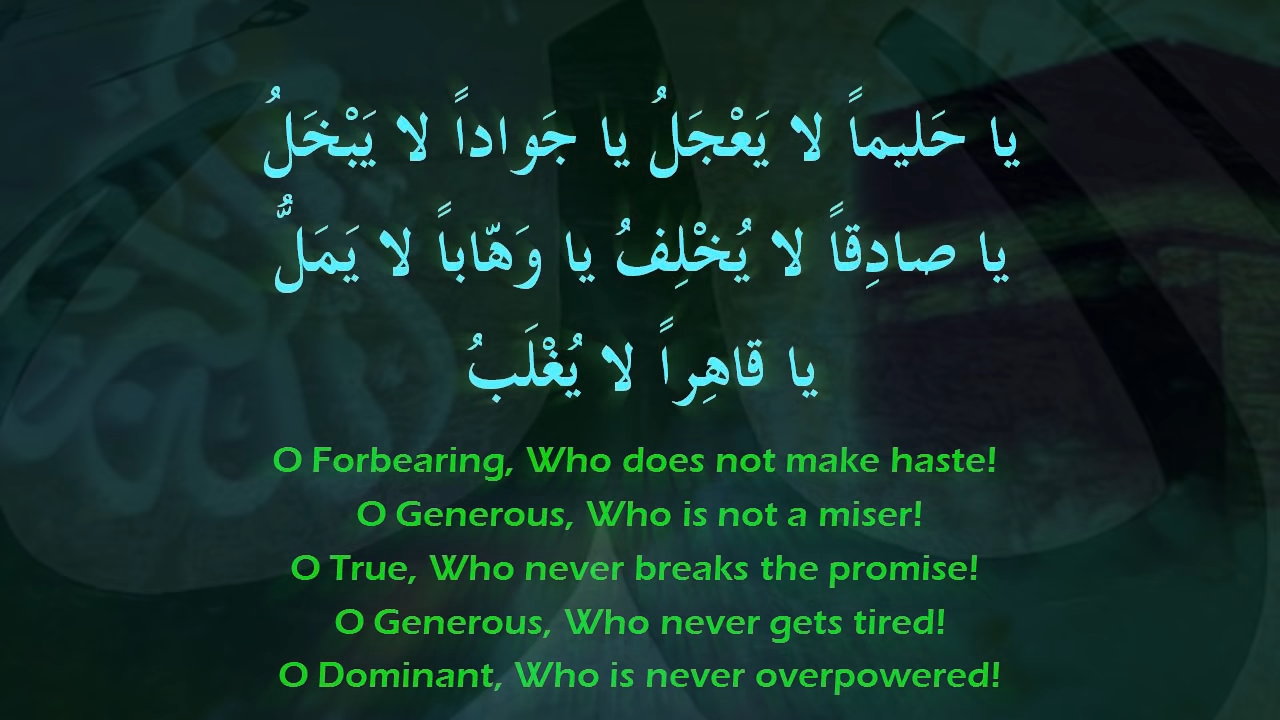 يا حَليماً لا يَعْجَلُ يا جَواداً لا يَبْخَلُ
يا صادِقاً لا يُخْلِفُ يا وَهّاباً لا يَمَلُّ
يا قاهِراً لا يُغْلَبُ
O Forbearing, Who does not make haste!
O Generous, Who is not a miser!
O True, Who never breaks the promise!
O Generous, Who never gets tired!
O Dominant, Who is never overpowered!